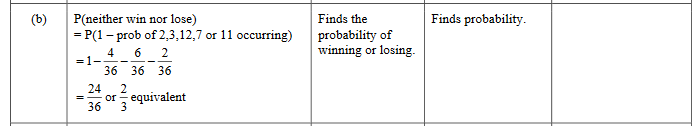 (b)
P(neither win nor lose)
= P(1 – prob of 2,3,12,7 or 11 occurring)
=1–4/36–6/36–2/36
=24/36 or 2/3 equivalent
Finds the
probability of
winning or losing.
Finds probability.